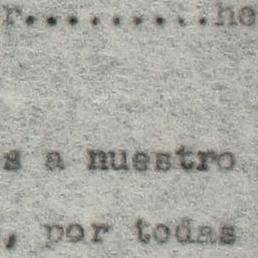 r...........he
s a nuestro
, por todas